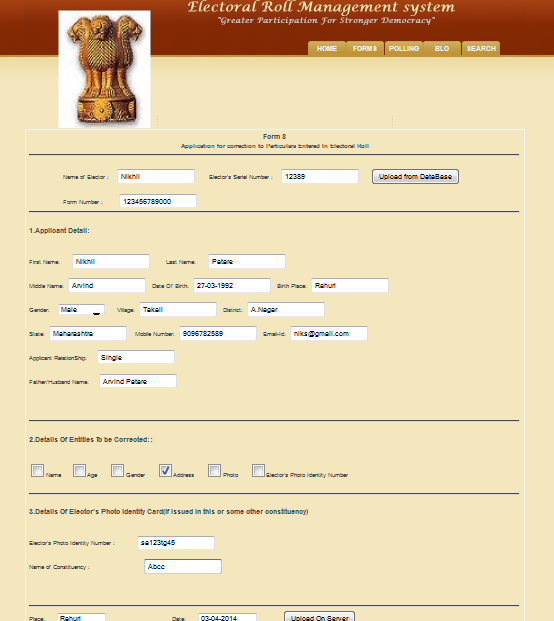 Electoral Roll Management system
"Greater Participation For Stronger Democracy"
HOME FORMS POLLING BLO SEARCH
Form 8
Application for correction to Particulars Entered In Electoral Roll
Name of Elector : Nikhil Elector's Serial Number : 12389 Upload from DataBase
Form Number : 123456789000
1.Applicant Detail:
First Name: Nikhil Last Name: Patare
Middle Name: Arvind Date Of Birth: 27-03-1992 Birth Place: Rahuri
Gender: Male Village: Takali District: A.Nagar
State: Maharashtra Mobile Number: 9096782589 Email-Id: niks@gmail.com
Applicant RelationShip: Single
Father/Husband Name: Arvind Patare
2.Details Of Entities To be Corrected::
Name Age Gender Address Photo Elector's Photo Identity Number
3.Details Of Elector's Photo Identity Card(If issued in this or some other constituency)
Elector's Photo Identity Number : sa123tg45
Name of Constituency : Abcc
Place: Rahuri Date: 03-04-2014 Upload On Server